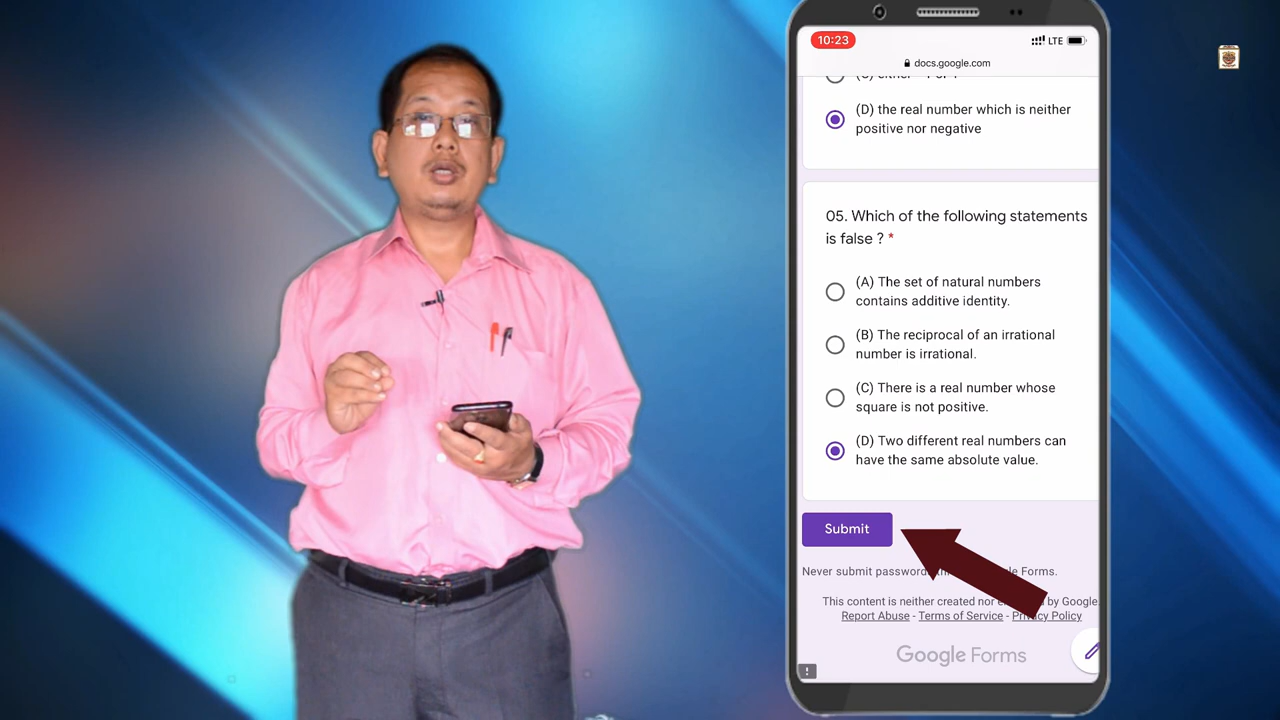 10:23
LTE
docs.google.com
(D) the real number which is neither
positive nor negative
05. Which of the following statements
is false ? *
(A) The set of natural numbers
contains additive identity.
(B) The reciprocal of an irrational
number is irrational.
(C) There is a real number whose
square is not positive.
(D) Two different real numbers can
have the same absolute value.
Submit
Never submit Forms.
This content is neither created nor by Google.
Report Abuse - Terms of Service - Privacy Policy
Google Forms